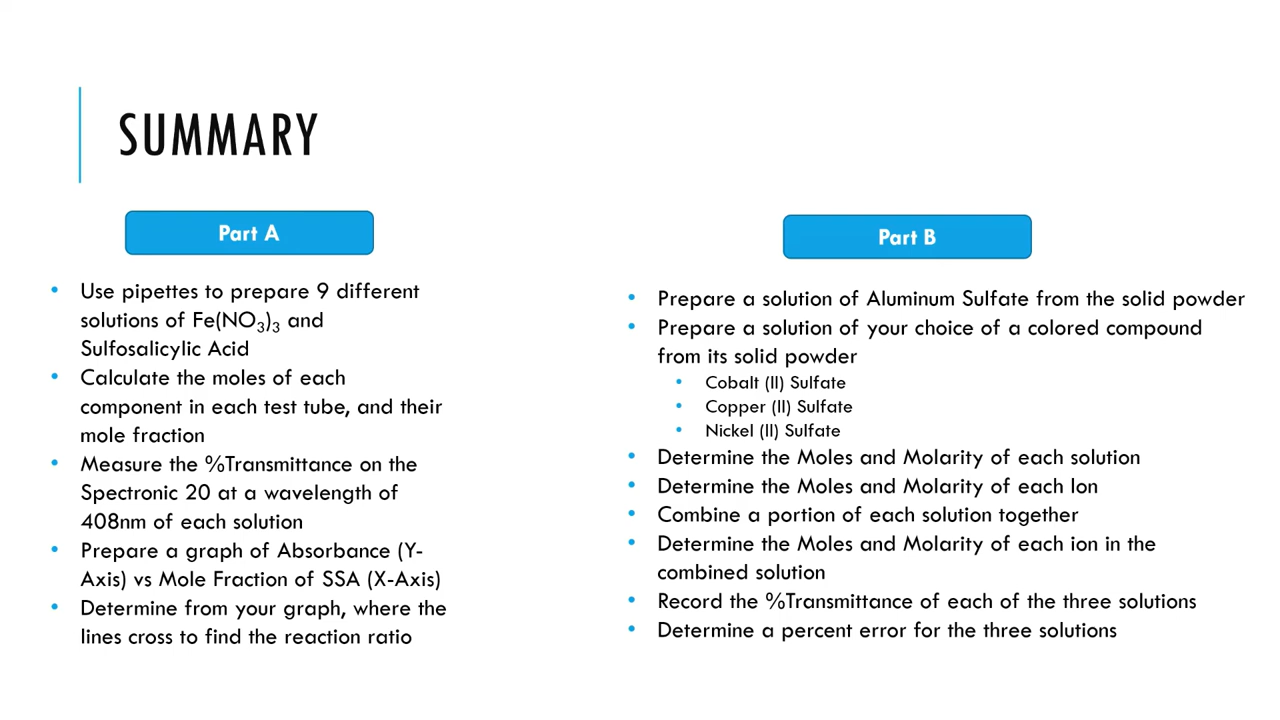 SUMMARY
Part A
• Use pipettes to prepare 9 different
solutions of Fe(NO₃)₃ and
Sulfosalicylic Acid
• Calculate the moles of each
component in each test tube, and their
mole fraction
• Measure the %Transmittance on the
Spectronic 20 at a wavelength of
408nm of each solution
• Prepare a graph of Absorbance (Y-
Axis) vs Mole Fraction of SSA (X-Axis)
• Determine from your graph, where the
lines cross to find the reaction ratio
Part B
• Prepare a solution of Aluminum Sulfate from the solid powder
• Prepare a solution of your choice of a colored compound
from its solid powder
• Cobalt (II) Sulfate
• Copper (II) Sulfate
• Nickel (II) Sulfate
• Determine the Moles and Molarity of each solution
• Determine the Moles and Molarity of each Ion
• Combine a portion of each solution together
• Determine the Moles and Molarity of each ion in the
combined solution
• Record the %Transmittance of each of the three solutions
• Determine a percent error for the three solutions